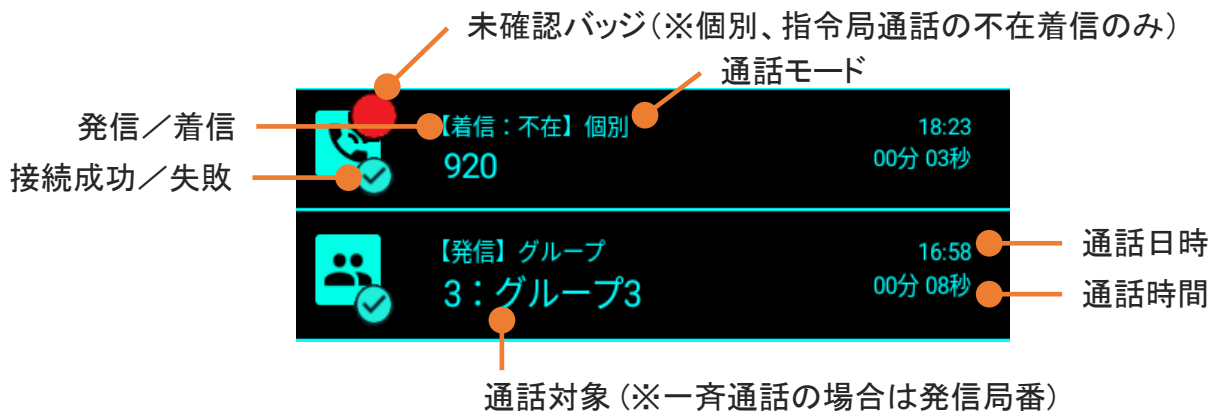 未確認バッジ（※個別、指令局通話の不在着信のみ）
通話モード
発信／着信
接続成功／失敗
【着信：不在】個別
920
18:23
00分 03秒
【発信】グループ
3：グループ3
16:58
00分 08秒
通話日時
通話時間
通話対象（※一斉通話の場合は発信局番）